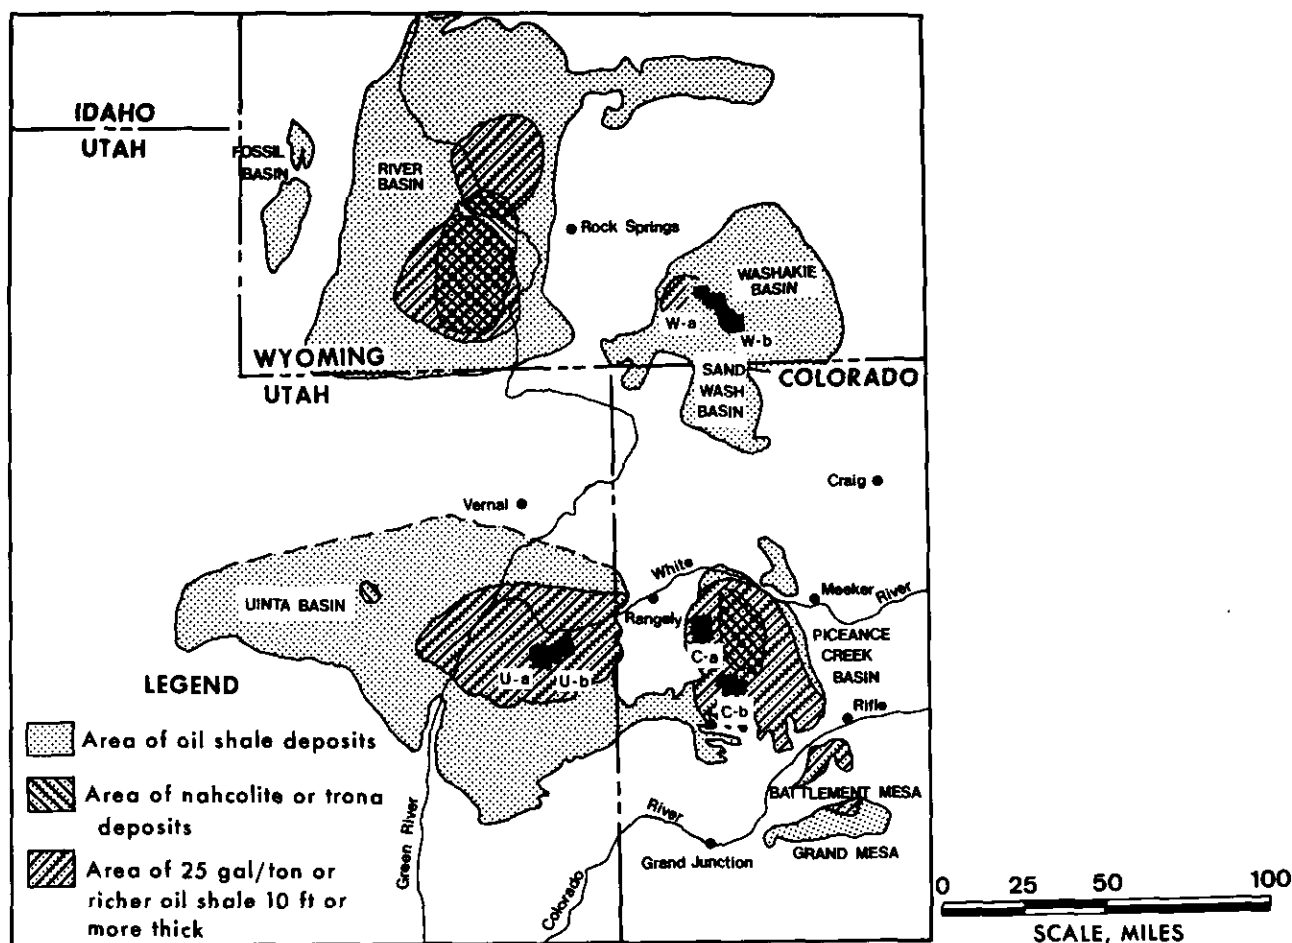 IDAHO
UTAH
FOSSIL
BASIN
RIVER
BASIN
Rock Springs
WASHAKIE
BASIN
W-a
W-b
WYOMING
UTAH
SAND
WASH
BASIN
COLORADO
Craig
Vernal
White
Meeker
River
Rangely
UINTA BASIN
PICEANCE
CREEK
BASIN
C-a
C-b
Rifle
U-a
U-b
LEGEND
Area of oil shale deposits
Area of nahcolite or trona
deposits
Area of 25 gal/ton or
richer oil shale 10 ft or
more thick
Green River
Colorado
River
Grand Junction
BATTLEMENT MESA
GRAND MESA
0 25 50 100
SCALE, MILES